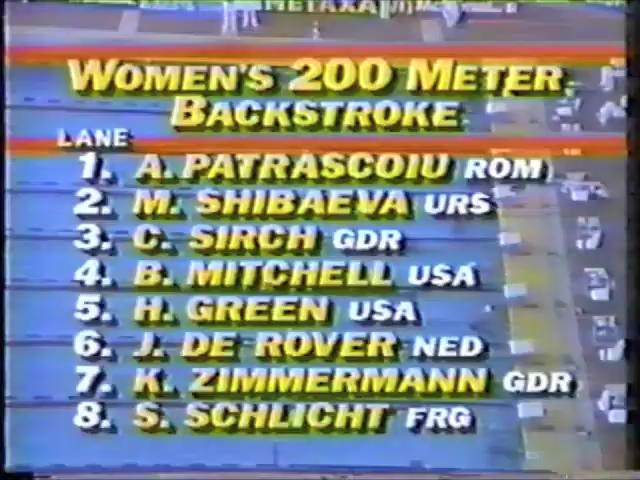 METAXA
WOMEN'S 200 METER
BACKSTROKE
LANE
1. A. PATRASCOIU ROM
2. M. SHIBAEVA URS
3. C. SIRCH GDR
4. B. MITCHELL USA
5. H. GREEN USA
6. J. DE ROVER NED
7. K. ZIMMERMANN GDR
8. S. SCHLICHT FRG